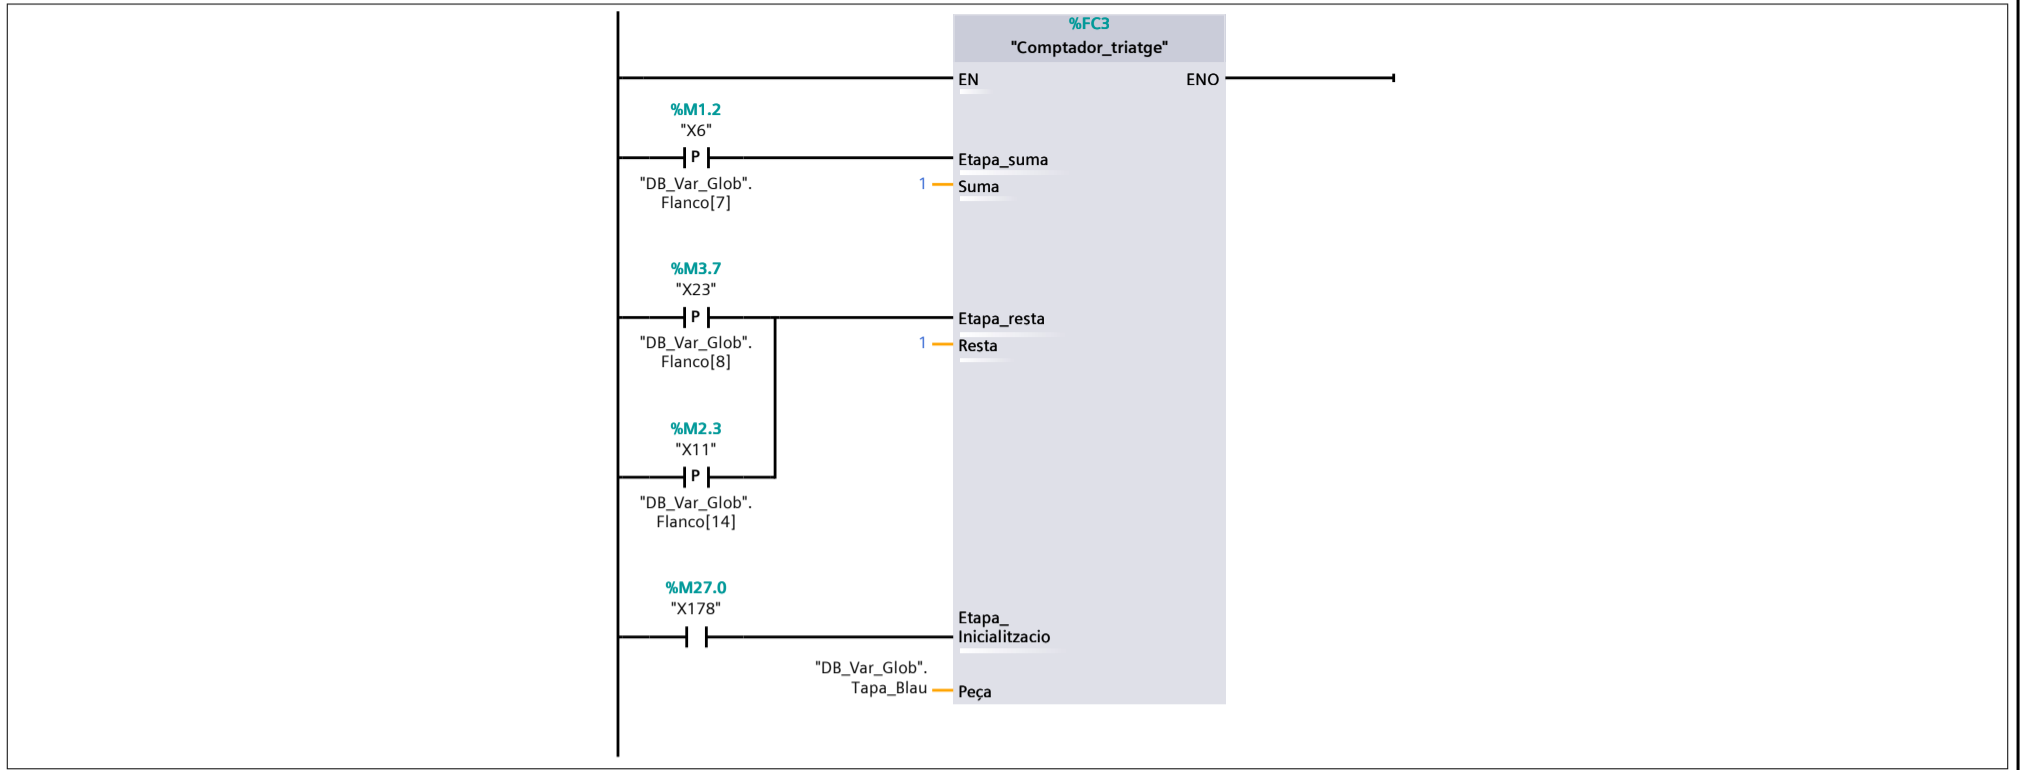 %FC3
"Comptador_triatge"
EN
ENO
%M1.2
"X6"
P
"DB_Var_Glob".
Flanco[7]
Etapa_suma
1
Suma
%M3.7
"X23"
P
"DB_Var_Glob".
Flanco[8]
Etapa_resta
1
Resta
%M2.3
"X11"
P
"DB_Var_Glob".
Flanco[14]
%M27.0
"X178"
Etapa_
Inicialitzacio
"DB_Var_Glob".
Tapa_Blau
Peça